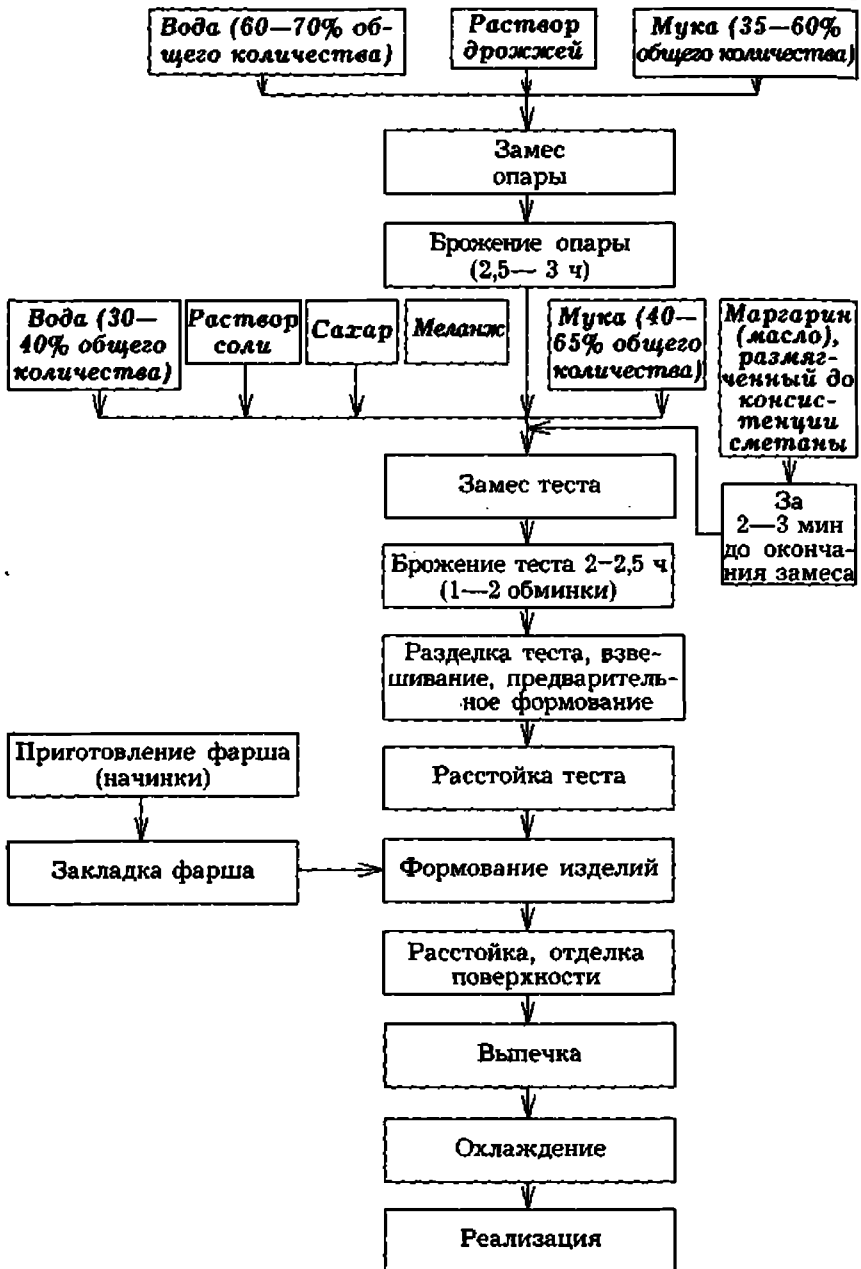 Вода (60—70% об-
щего количества)
Раствор
дрожжей
Мука (35—60%
общего количества)
Замес
опары
Брожение опары
(2,5— 3 ч)
Вода (30—
40% общего
количества)
Раствор
соли
Сахар
Меланж
Мука (40—
65% общего
количества)
Маргарин
(масло),
размяг-
ченный до
консис-
тенции
сметаны
Замес теста
За
2—3 мин
до оконча-
ния замеса
Брожение теста 2—2,5 ч
(1—2 обминки)
Разделка теста, взве-
шивание, предваритель-
ное формование
Приготовление фарша
(начинки)
Расстойка теста
Закладка фарша
Формование изделий
Расстойка, отделка
поверхности
Выпечка
Охлаждение
Реализация